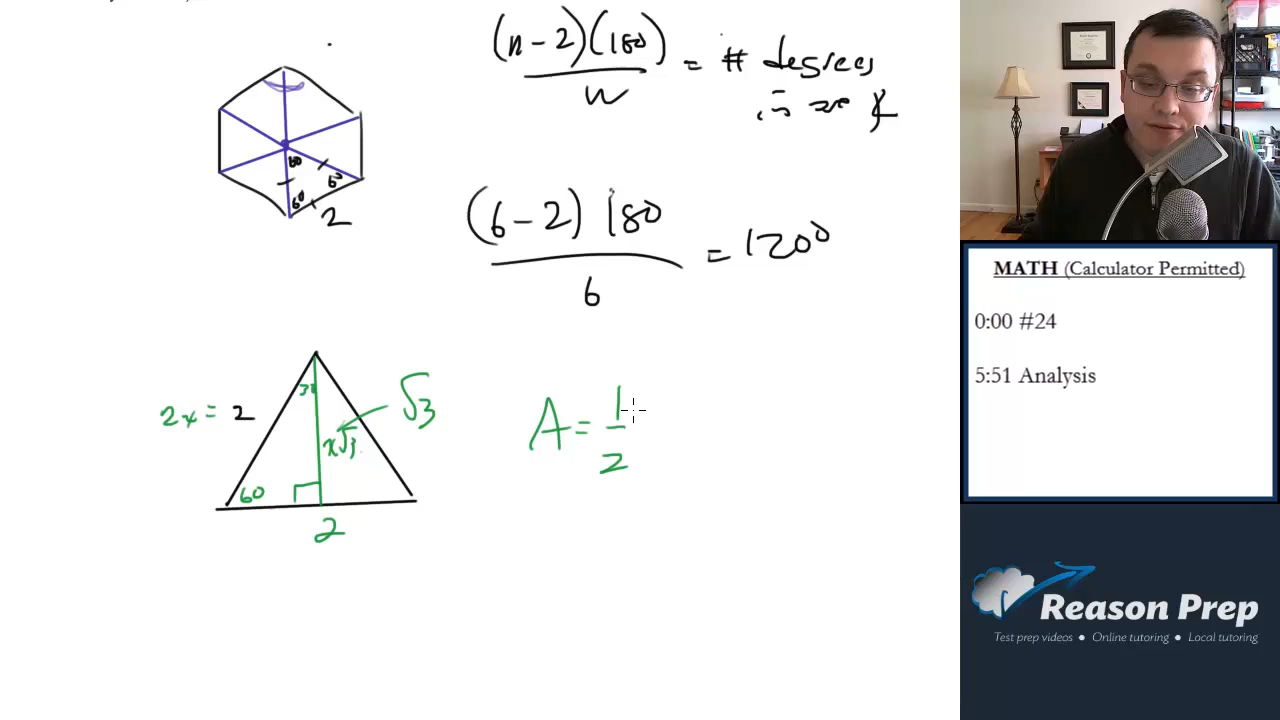 (n-2)(180)
n
= # degrees
in one ∡
60
60
60
2
(6-2) 180
6
= 120°
2x = 2
30
x√3
√3
60
2
A = 1
2
MATH (Calculator Permitted)
0:00 #24
5:51 Analysis
Reason Prep
Test prep videos • Online tutoring • Local tutoring